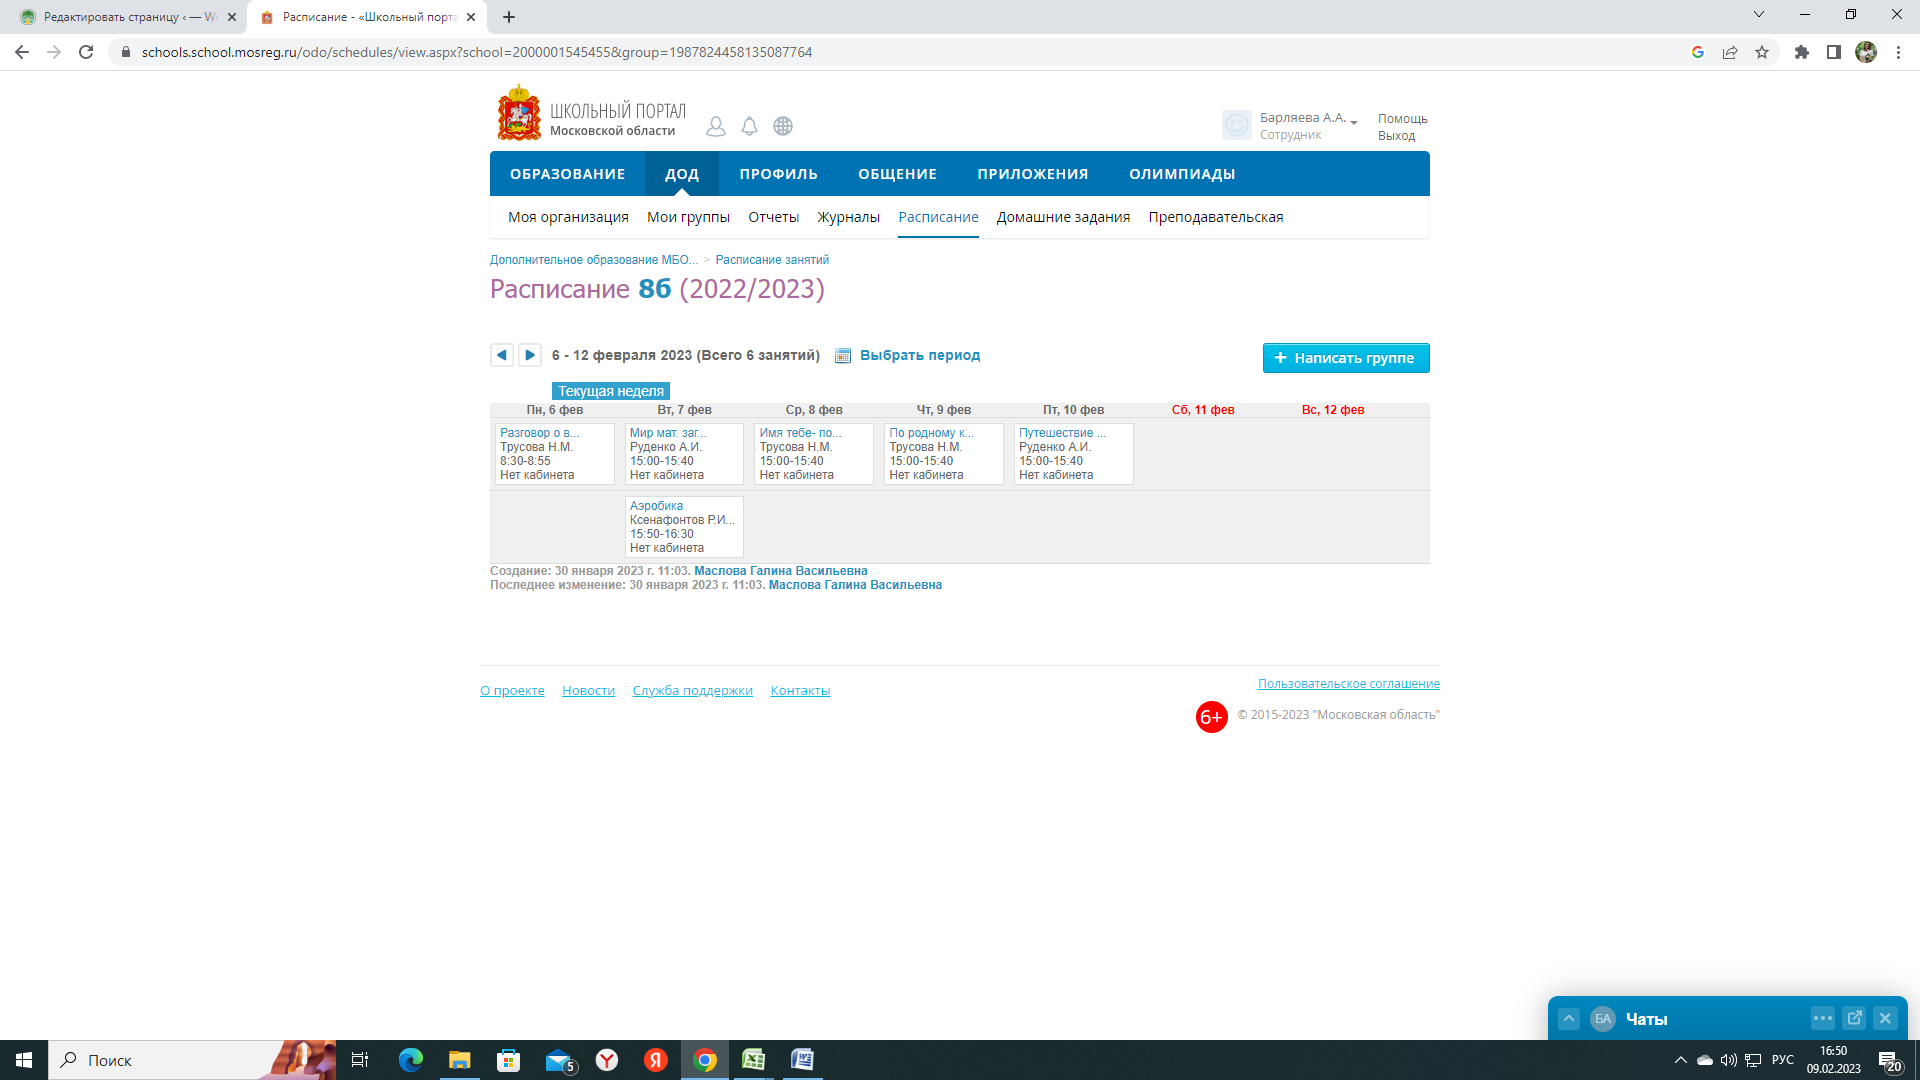 Редактировать страницу ‹ — Wo
Расписание - «Школьный порта
schools.school.mosreg.ru/odo/schedules/view.aspx?school=2000001545455&group=1987824458135087764
ШКОЛЬНЫЙ ПОРТАЛ
Московской области
Барляева А.А.
Сотрудник
Помощь
Выход
ОБРАЗОВАНИЕ ДОД ПРОФИЛЬ ОБЩЕНИЕ ПРИЛОЖЕНИЯ ОЛИМПИАДЫ
Моя организация Мои группы Отчеты Журналы Расписание Домашние задания Преподавательская
Дополнительное образование МБО... > Расписание занятий
Расписание 8б (2022/2023)
6 - 12 февраля 2023 (Всего 6 занятий) Выбрать период
+ Написать группе
Текущая неделя
Пн, 6 фев Вт, 7 фев Ср, 8 фев Чт, 9 фев Пт, 10 фев Сб, 11 фев Вс, 12 фев
Разговор о в... Мир мат. заг... Имя тебе- по... По родному к... Путешествие ...
Трусова Н.М. Руденко А.И. Трусова Н.М. Трусова Н.М. Руденко А.И.
8:30-8:55 15:00-15:40 15:00-15:40 15:00-15:40 15:00-15:40
Нет кабинета Нет кабинета Нет кабинета Нет кабинета Нет кабинета
Аэробика
Ксенафонтов Р.И...
15:50-16:30
Нет кабинета
Создание: 30 января 2023 г. 11:03. Маслова Галина Васильевна
Последнее изменение: 30 января 2023 г. 11:03. Маслова Галина Васильевна
О проекте Новости Служба поддержки Контакты
Пользовательское соглашение
6+ © 2015-2023 "Московская область"
БА Чаты
Поиск
5
РУС
16:50
09.02.2023
20